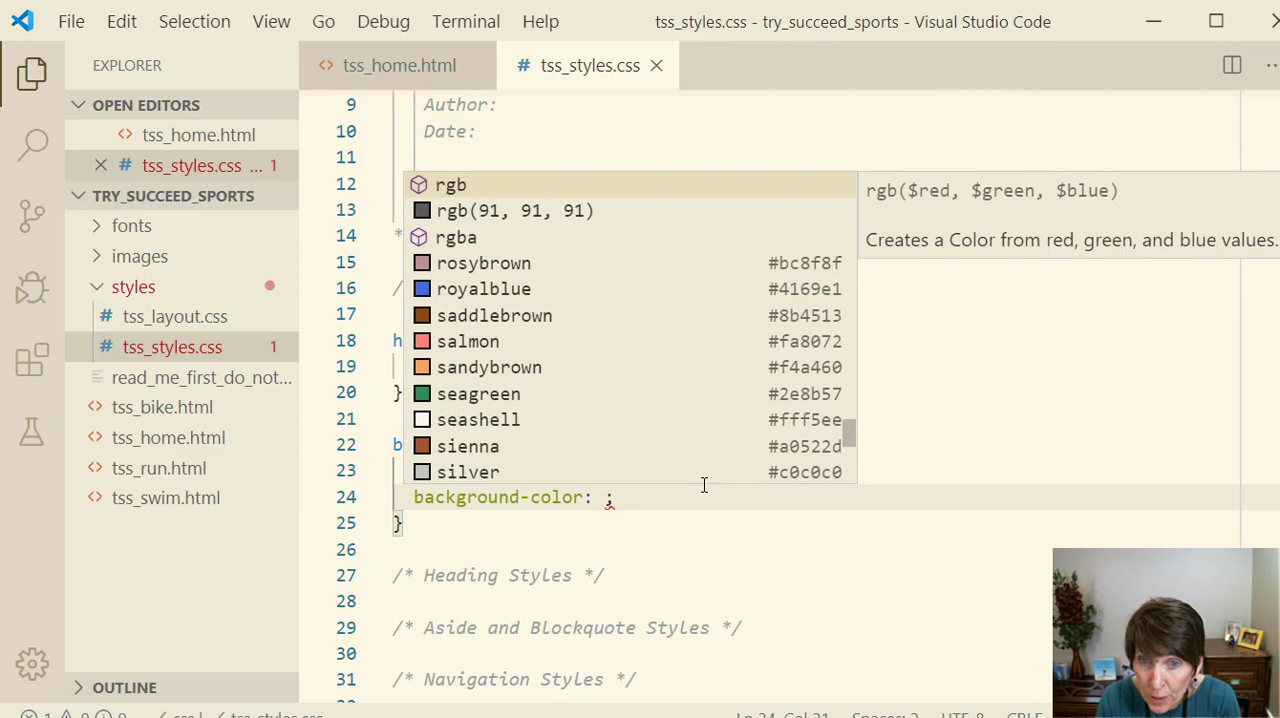 File Edit Selection View Go Debug Terminal Help tss_styles.css - try_succeed_sports - Visual Studio Code
EXPLORER
OPEN EDITORS
tss_home.html
tss_styles.css ... 1
TRY_SUCCEED_SPORTS
fonts
images
styles
tss_layout.css
tss_styles.css 1
read_me_first_do_not...
tss_bike.html
tss_home.html
tss_run.html
tss_swim.html
OUTLINE
tss_home.html tss_styles.css
9 Author:
10 Date:
11
12
13
14 *
15
16 /
17
18 h
19
20 }
21
22 b
23
24 background-color: ;
25 }
26
27 /* Heading Styles */
28
29 /* Aside and Blockquote Styles */
30
31 /* Navigation Styles */
rgb
rgb(91, 91, 91)
rgba
rosybrown #bc8f8f
royalblue #4169e1
saddlebrown #8b4513
salmon #fa8072
sandybrown #f4a460
seagreen #2e8b57
seashell #fff5ee
sienna #a0522d
silver #c0c0c0
rgb($red, $green, $blue)
Creates a Color from red, green, and blue values.